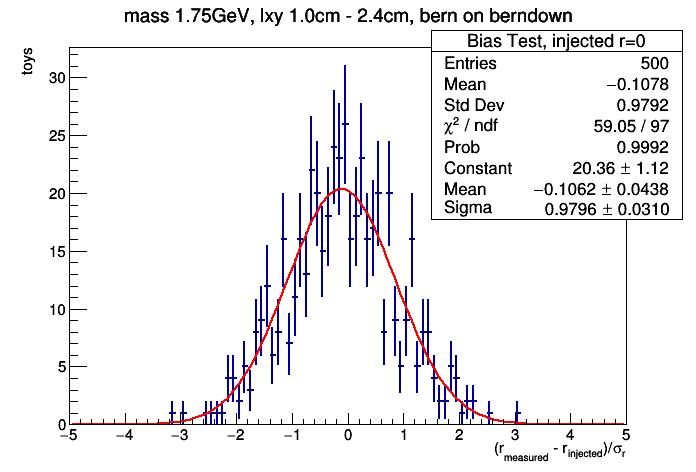 mass 1.75GeV, lxy 1.0cm - 2.4cm, bern on berndown
toys
Bias Test, injected r=0
Entries 500
Mean −0.1078
Std Dev 0.9792
χ² / ndf 59.05 / 97
Prob 0.9992
Constant 20.36 ± 1.12
Mean −0.1062 ± 0.0438
Sigma 0.9796 ± 0.0310
30
25
20
15
10
5
0
−5 −4 −3 −2 −1 0 1 2 3 4 5
(r_measured - r_injected)/σ_r